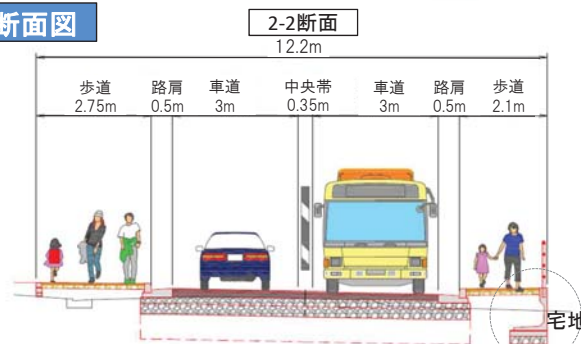 断面図
2-2断面
12.2m
歩道 路肩 車道 中央帯 車道 路肩 歩道
2.75m 0.5m 3m 0.35m 3m 0.5m 2.1m
宅地